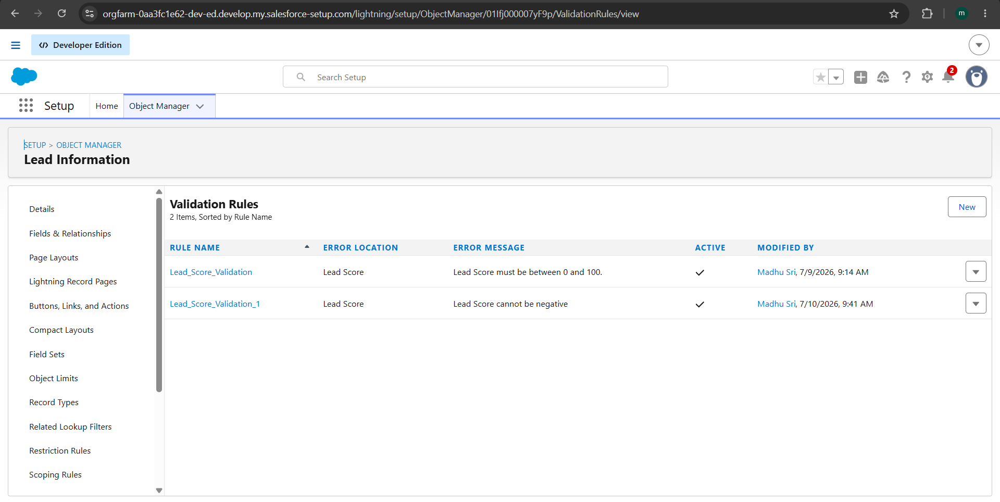 orgfarm-0aa3fc1e62-dev-ed.develop.my.salesforce-setup.com/lightning/setup/ObjectManager/01Ifj000007yF9p/ValidationRules/view
m
Developer Edition
Search Setup
2
Setup
Home
Object Manager
SETUP > OBJECT MANAGER
Lead Information
Details
Fields & Relationships
Page Layouts
Lightning Record Pages
Buttons, Links, and Actions
Compact Layouts
Field Sets
Object Limits
Record Types
Related Lookup Filters
Restriction Rules
Scoping Rules
Validation Rules
2 Items, Sorted by Rule Name
New
RULE NAME ERROR LOCATION ERROR MESSAGE ACTIVE MODIFIED BY
Lead_Score_Validation Lead Score Lead Score must be between 0 and 100. Madhu Sri, 7/9/2026, 9:14 AM
Lead_Score_Validation_1 Lead Score Lead Score cannot be negative Madhu Sri, 7/10/2026, 9:41 AM